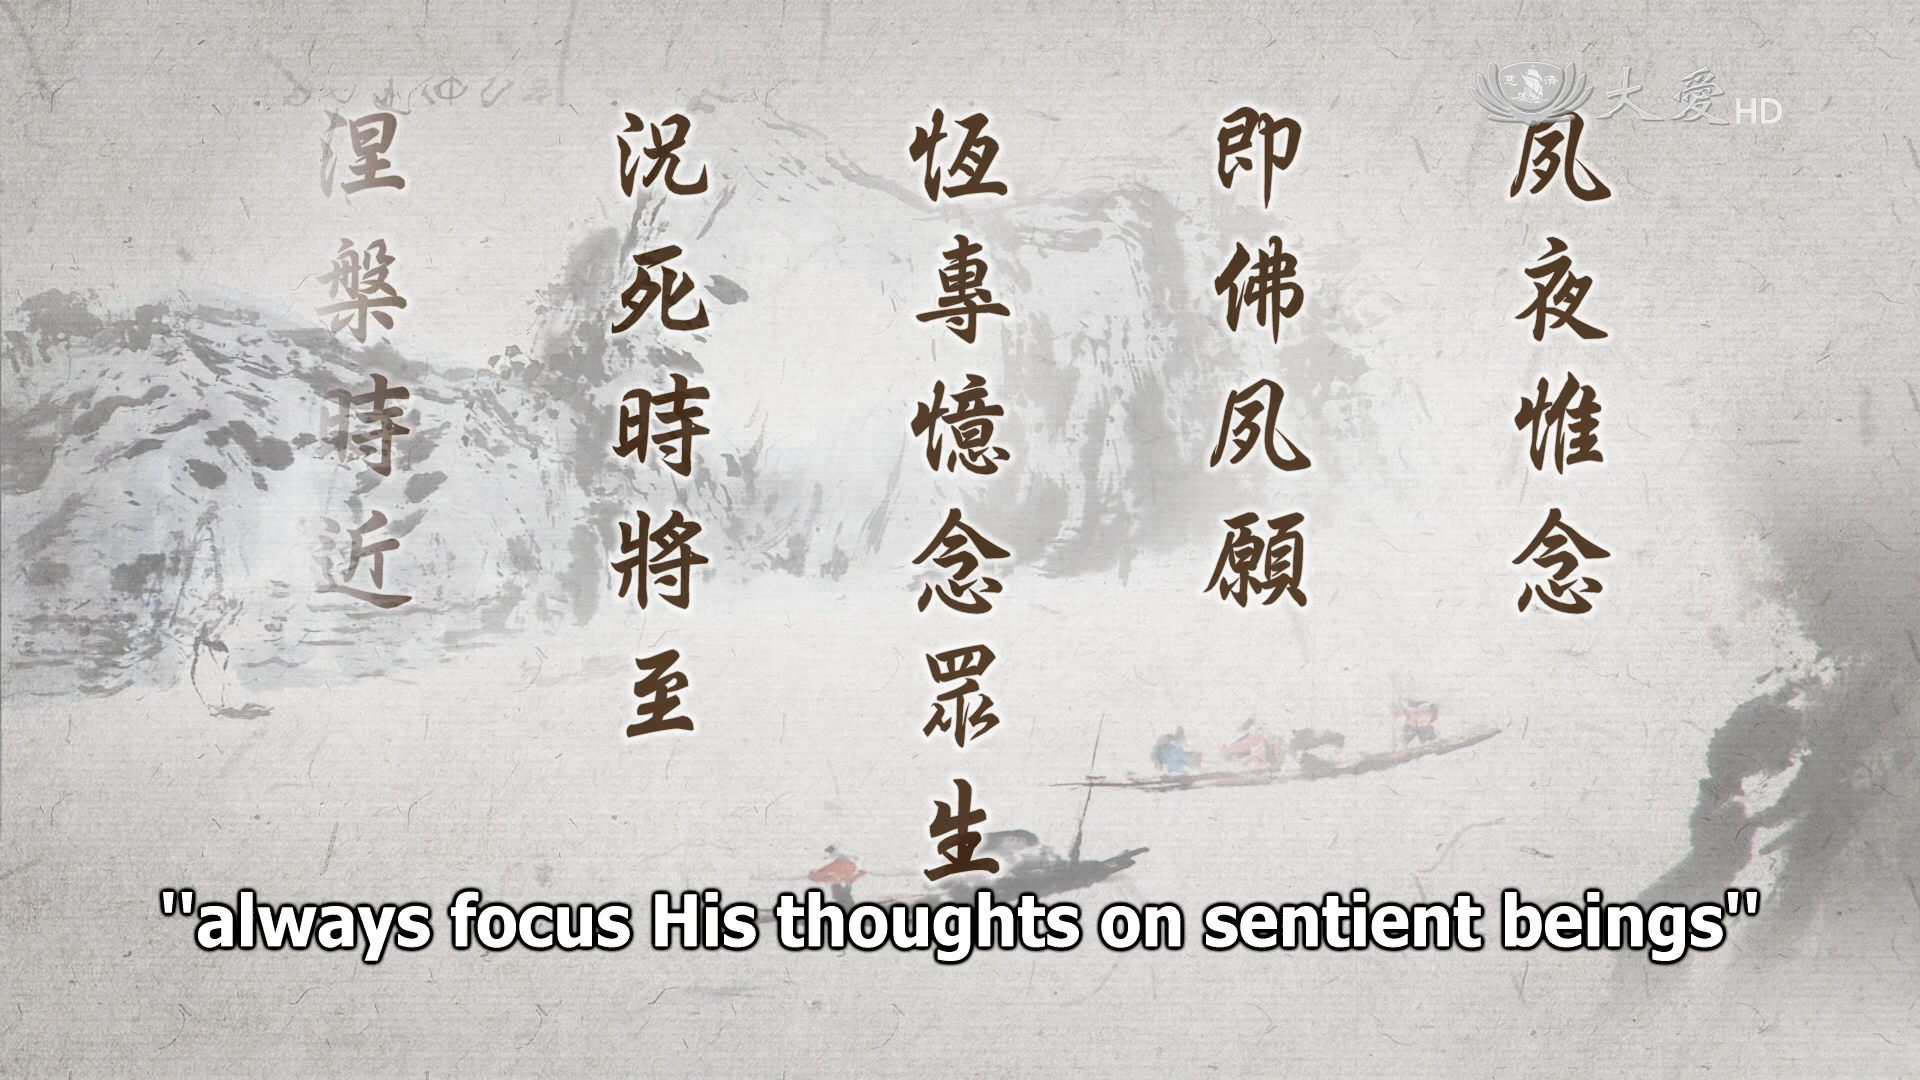 大愛HD
夙夜惟念
即佛夙願
恆專憶念眾生
況死時將至
涅槃時近
"always focus His thoughts on sentient beings"